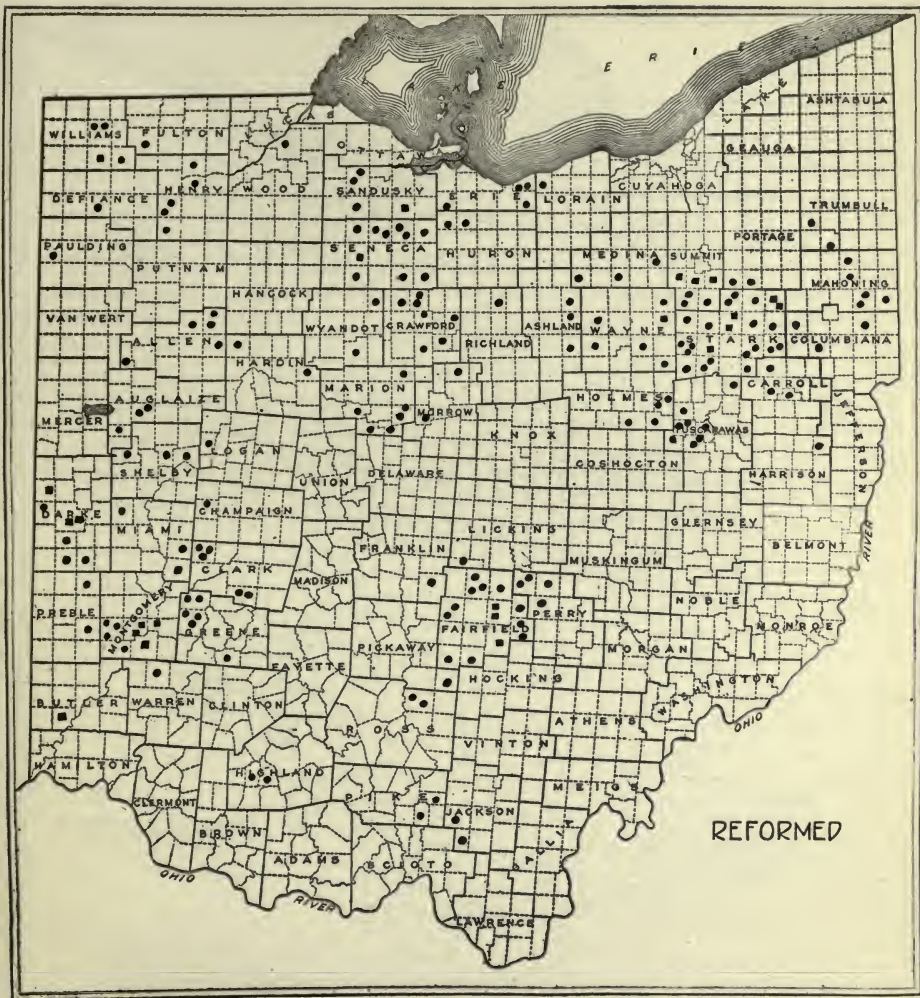 LAKE ERIE
LAKE
ASHTABULA
WILLIAMS
FULTON
LUCAS
OTTAWA
GEAUGA
CUYAHOGA
DEFIANCE
HENRY
WOOD
SANDUSKY
ERIE
LORAIN
TRUMBULL
PAULDING
SENECA
HURON
MEDINA
SUMMIT
PORTAGE
PUTNAM
HANCOCK
MAHONING
VAN WERT
ALLEN
WYANDOT
CRAWFORD
RICHLAND
ASHLAND
WAYNE
STARK
COLUMBIANA
HARDIN
MARION
CARROLL
AUGLAIZE
MORROW
HOLMES
JEFFERSON
MERCER
LOGAN
KNOX
TUSCARAWAS
SHELBY
UNION
DELAWARE
COSHOCTON
HARRISON
DARKE
MIAMI
CHAMPAIGN
LICKING
GUERNSEY
BELMONT
RIVER
CLARK
FRANKLIN
MUSKINGUM
MADISON
PREBLE
MONTGOMERY
GREENE
FAIRFIELD
PERRY
NOBLE
MONROE
PICKAWAY
MORGAN
FAYETTE
HOCKING
WASHINGTON
BUTLER
WARREN
CLINTON
ROSS
ATHENS
OHIO
VINTON
HAMILTON
HIGHLAND
MEIGS
CLERMONT
PIKE
JACKSON
BROWN
REFORMED
ADAMS
SCIOTO
GALLIA
OHIO
RIVER
LAWRENCE